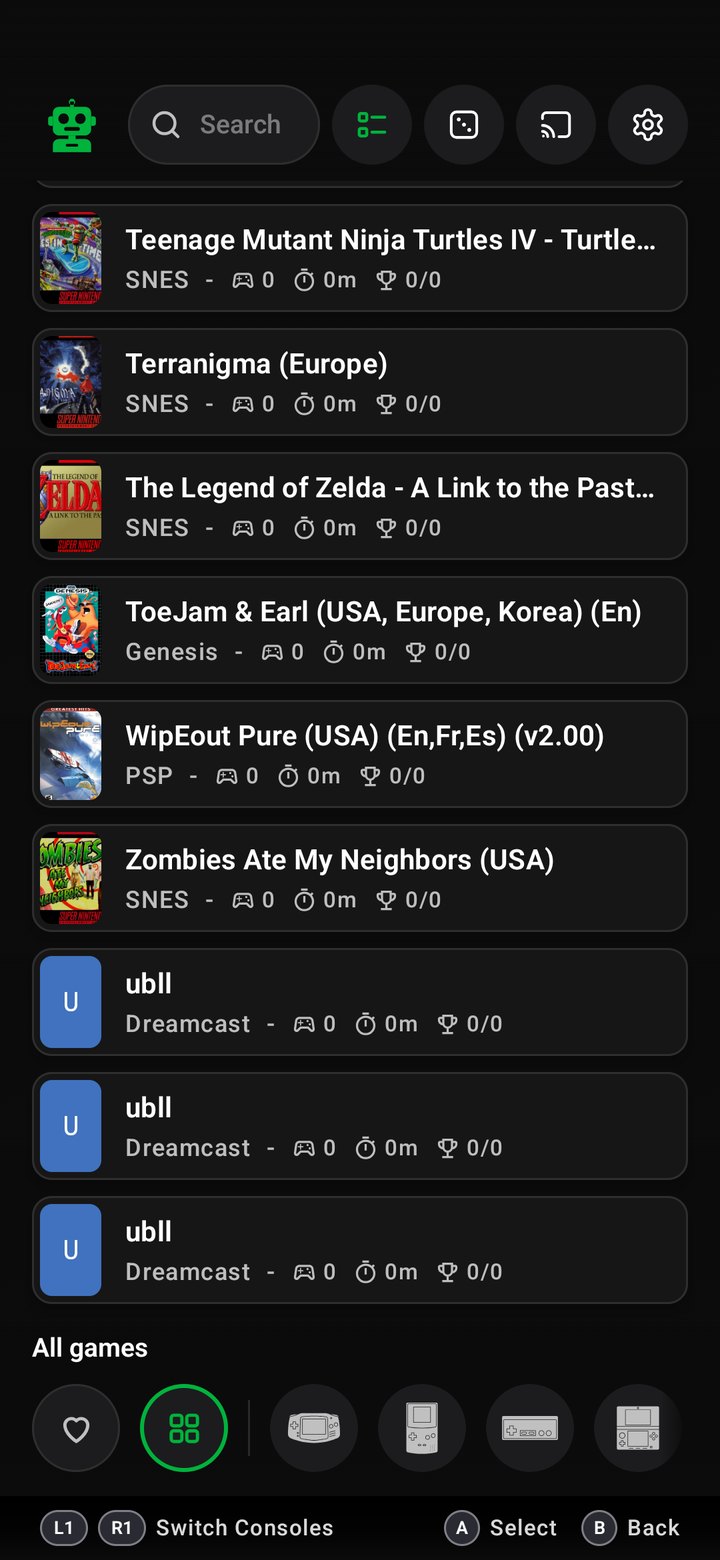 Search
Teenage Mutant Ninja Turtles IV - Turtle...
SNES - 0 0m 0/0
Terranigma (Europe)
SNES - 0 0m 0/0
The Legend of Zelda - A Link to the Past...
SNES - 0 0m 0/0
ToeJam & Earl (USA, Europe, Korea) (En)
Genesis - 0 0m 0/0
WipEout Pure (USA) (En,Fr,Es) (v2.00)
PSP - 0 0m 0/0
Zombies Ate My Neighbors (USA)
SNES - 0 0m 0/0
U
ubll
Dreamcast - 0 0m 0/0
U
ubll
Dreamcast - 0 0m 0/0
U
ubll
Dreamcast - 0 0m 0/0
All games
L1 R1 Switch Consoles A Select B Back